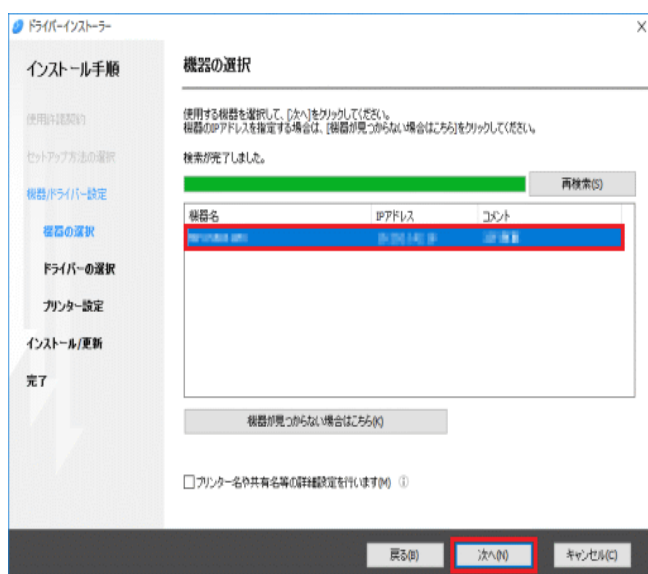 ドライバーインストーラー
インストール手順
使用許諾契約
セットアップ方法の選択
機器/ドライバー設定
機器の選択
ドライバーの選択
プリンター設定
インストール/更新
完了
機器の選択
使用する機器を選択して、[次へ]をクリックしてください。
機器のIPアドレスを指定する場合は、[機器が見つからない場合はこちら]をクリックしてください。
検索が完了しました。
再検索(S)
機器名 IPアドレス コメント
機器が見つからない場合はこちら(K)
プリンター名や共有名等の詳細設定を行います(M)
戻る(B) 次へ(N) キャンセル(C)